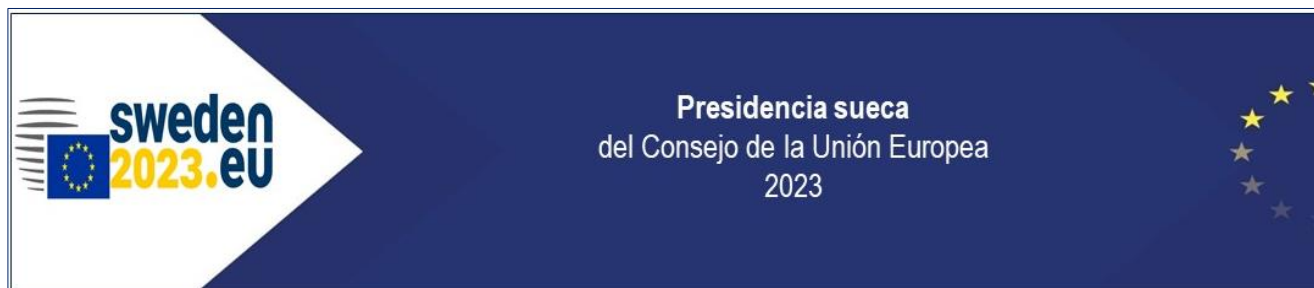 sweden
2023.eu
Presidencia sueca
del Consejo de la Unión Europea
2023